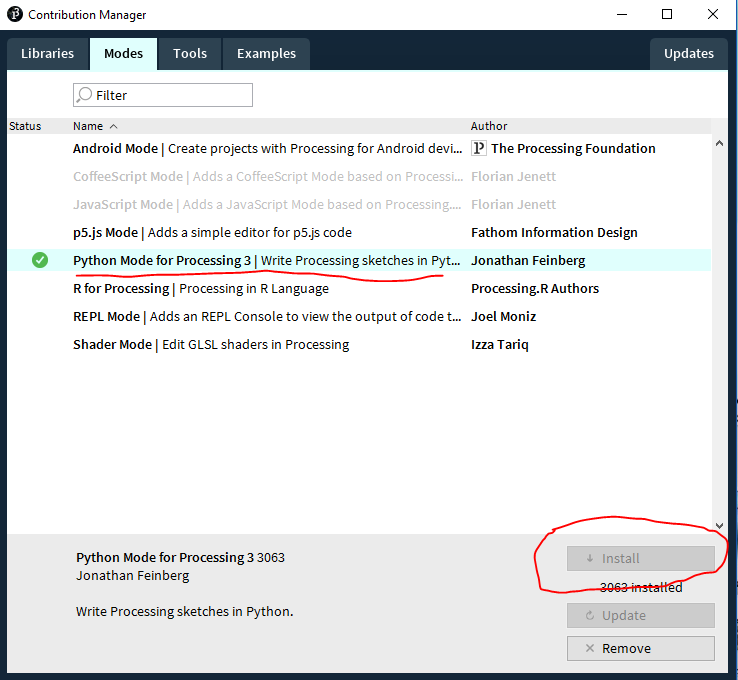 Contribution Manager
Libraries Modes Tools Examples Updates
Filter
Status Name Author
Android Mode | Create projects with Processing for Android devi... The Processing Foundation
CoffeeScript Mode | Adds a CoffeeScript Mode based on Processi... Florian Jenett
JavaScript Mode | Adds a JavaScript Mode based on Processing.... Florian Jenett
p5.js Mode | Adds a simple editor for p5.js code Fathom Information Design
Python Mode for Processing 3 | Write Processing sketches in Pyt... Jonathan Feinberg
R for Processing | Processing in R Language Processing.R Authors
REPL Mode | Adds an REPL Console to view the output of code t... Joel Moniz
Shader Mode | Edit GLSL shaders in Processing Izza Tariq
Python Mode for Processing 3 3063
Jonathan Feinberg
Write Processing sketches in Python.
Install
3063 installed
Update
Remove